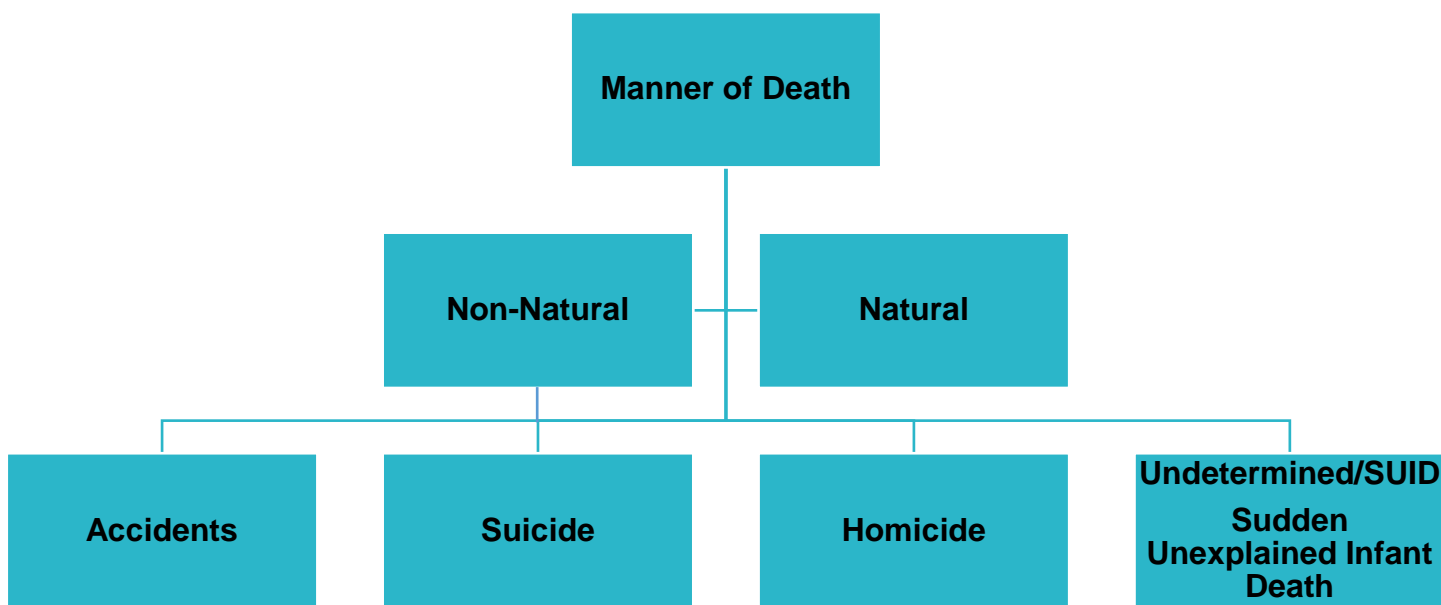 Manner of Death
Non-Natural
Natural
Accidents
Suicide
Homicide
Undetermined/SUID
Sudden
Unexplained Infant
Death